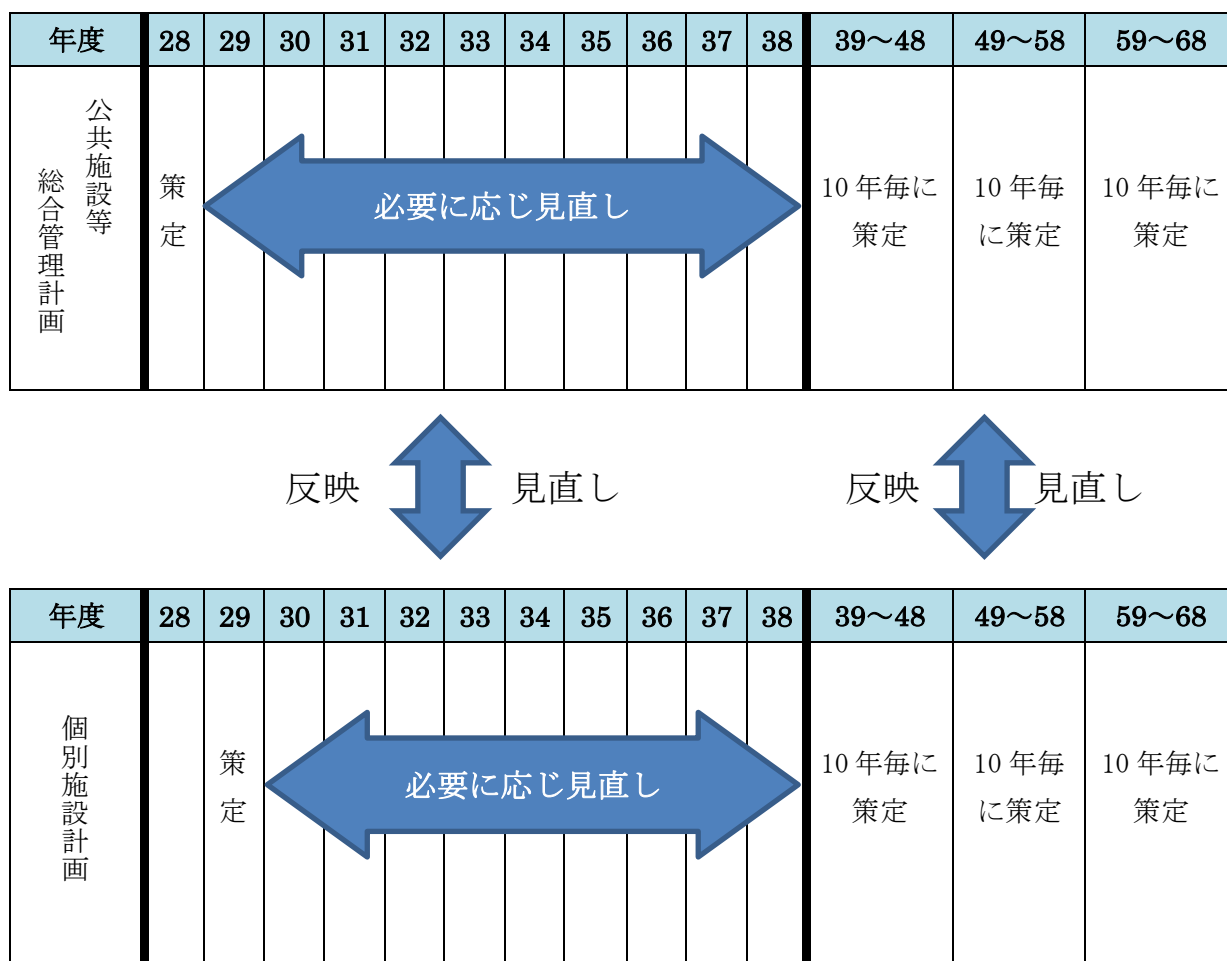 年度 28 29 30 31 32 33 34 35 36 37 38 39～48 49～58 59～68
公共施設等
総合管理計画
策定
必要に応じ見直し
10年毎に
策定
10年毎
に策定
10年毎に
策定
反映 見直し 反映 見直し
年度 28 29 30 31 32 33 34 35 36 37 38 39～48 49～58 59～68
個別施設計画
策定
必要に応じ見直し
10年毎に
策定
10年毎
に策定
10年毎に
策定